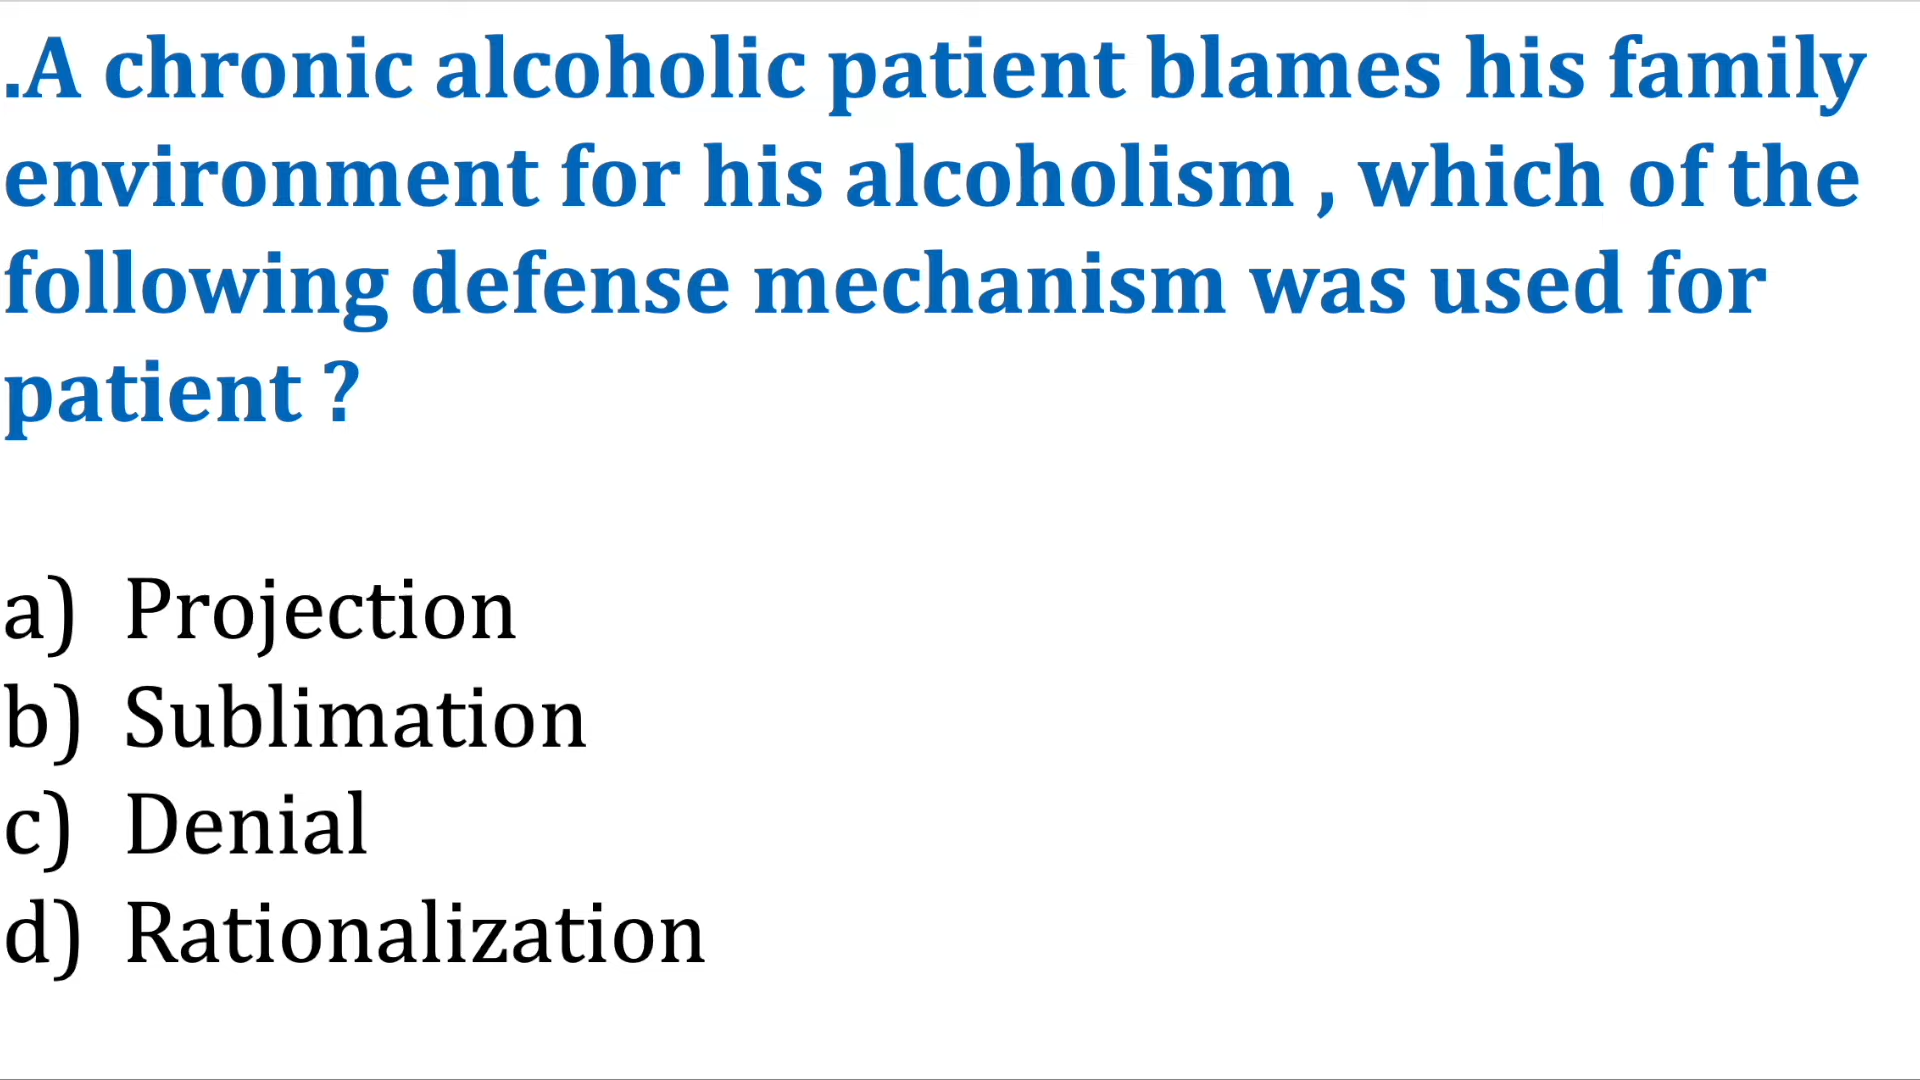 .A chronic alcoholic patient blames his family
environment for his alcoholism , which of the
following defense mechanism was used for
patient ?
a) Projection
b) Sublimation
c) Denial
d) Rationalization